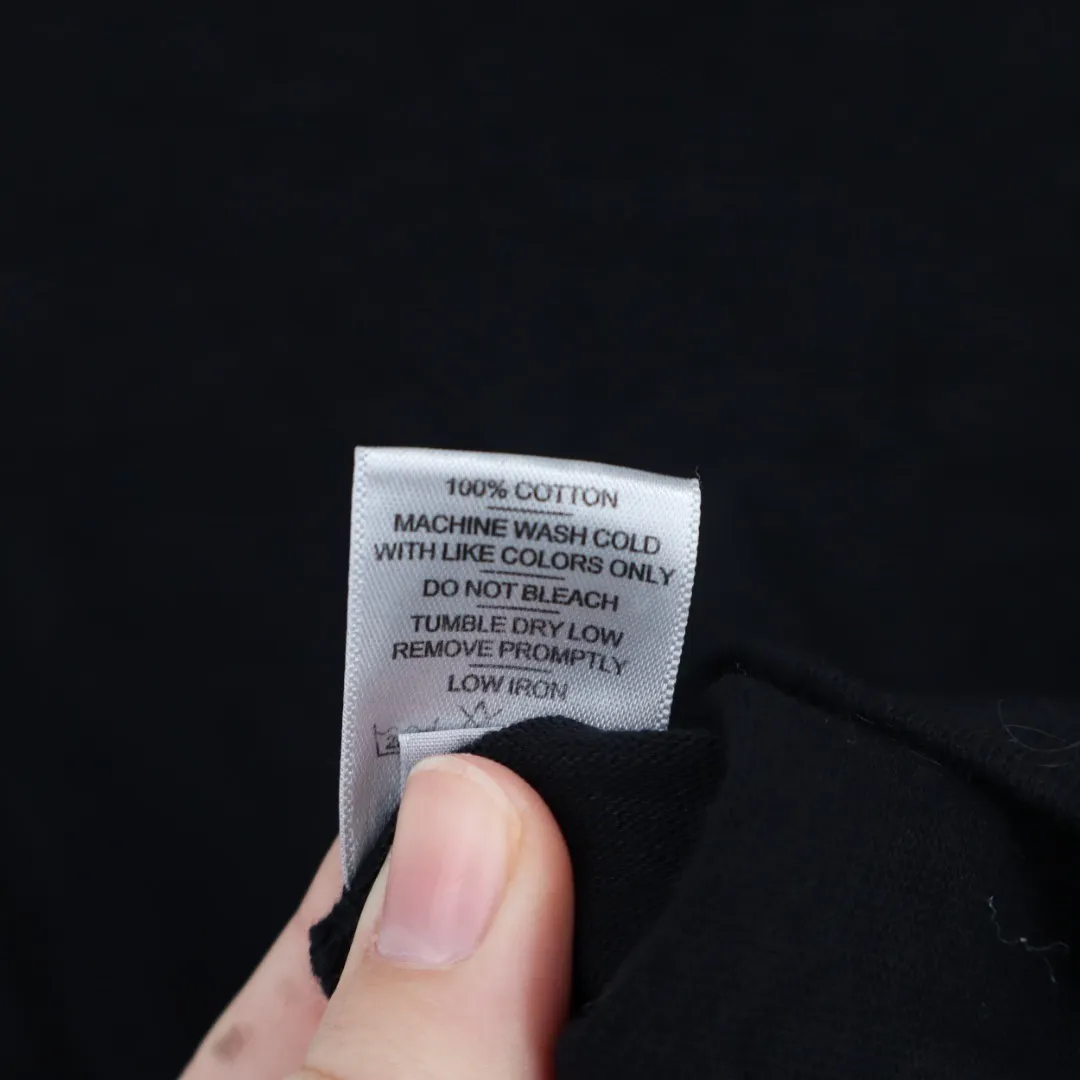 100% COTTON
MACHINE WASH COLD
WITH LIKE COLORS ONLY
DO NOT BLEACH
TUMBLE DRY LOW
REMOVE PROMPTLY
LOW IRON